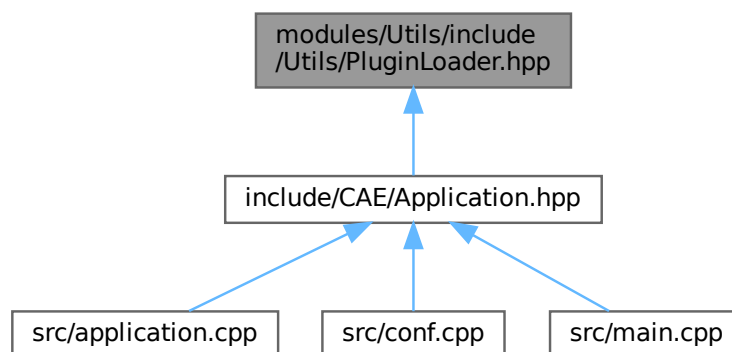 modules/Utils/include
/Utils/PluginLoader.hpp
include/CAE/Application.hpp
src/application.cpp
src/conf.cpp
src/main.cpp